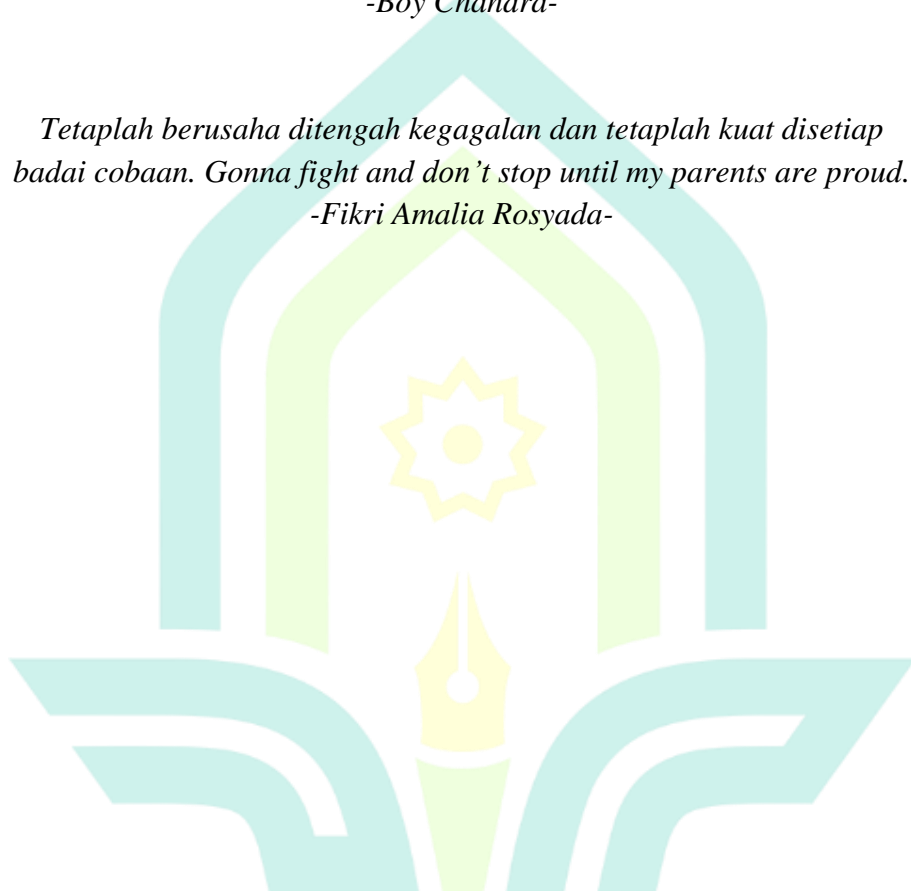 -Boy Chandra-
Tetaplah berusaha ditengah kegagalan dan tetaplah kuat disetiap
badai cobaan. Gonna fight and don’t stop until my parents are proud.
-Fikri Amalia Rosyada-